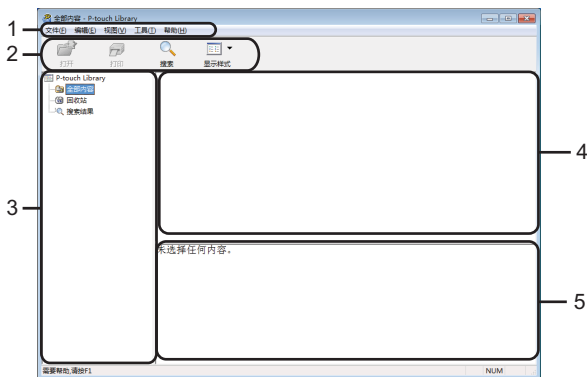 全部内容 - P-touch Library
1
文件(F) 编辑(E) 视图(V) 工具(T) 帮助(H)
2
打开 打印 搜索 显示样式
P-touch Library
全部内容
回收站
搜索结果
3
4
未选择任何内容。
5
需要帮助,请按F1 NUM